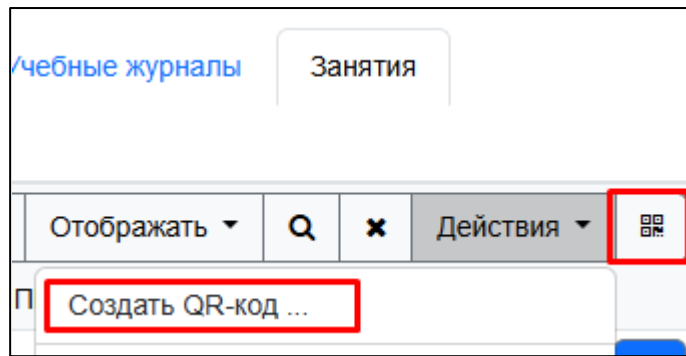 Учебные журналы Занятия
Отображать Действия
П
Создать QR-код ...